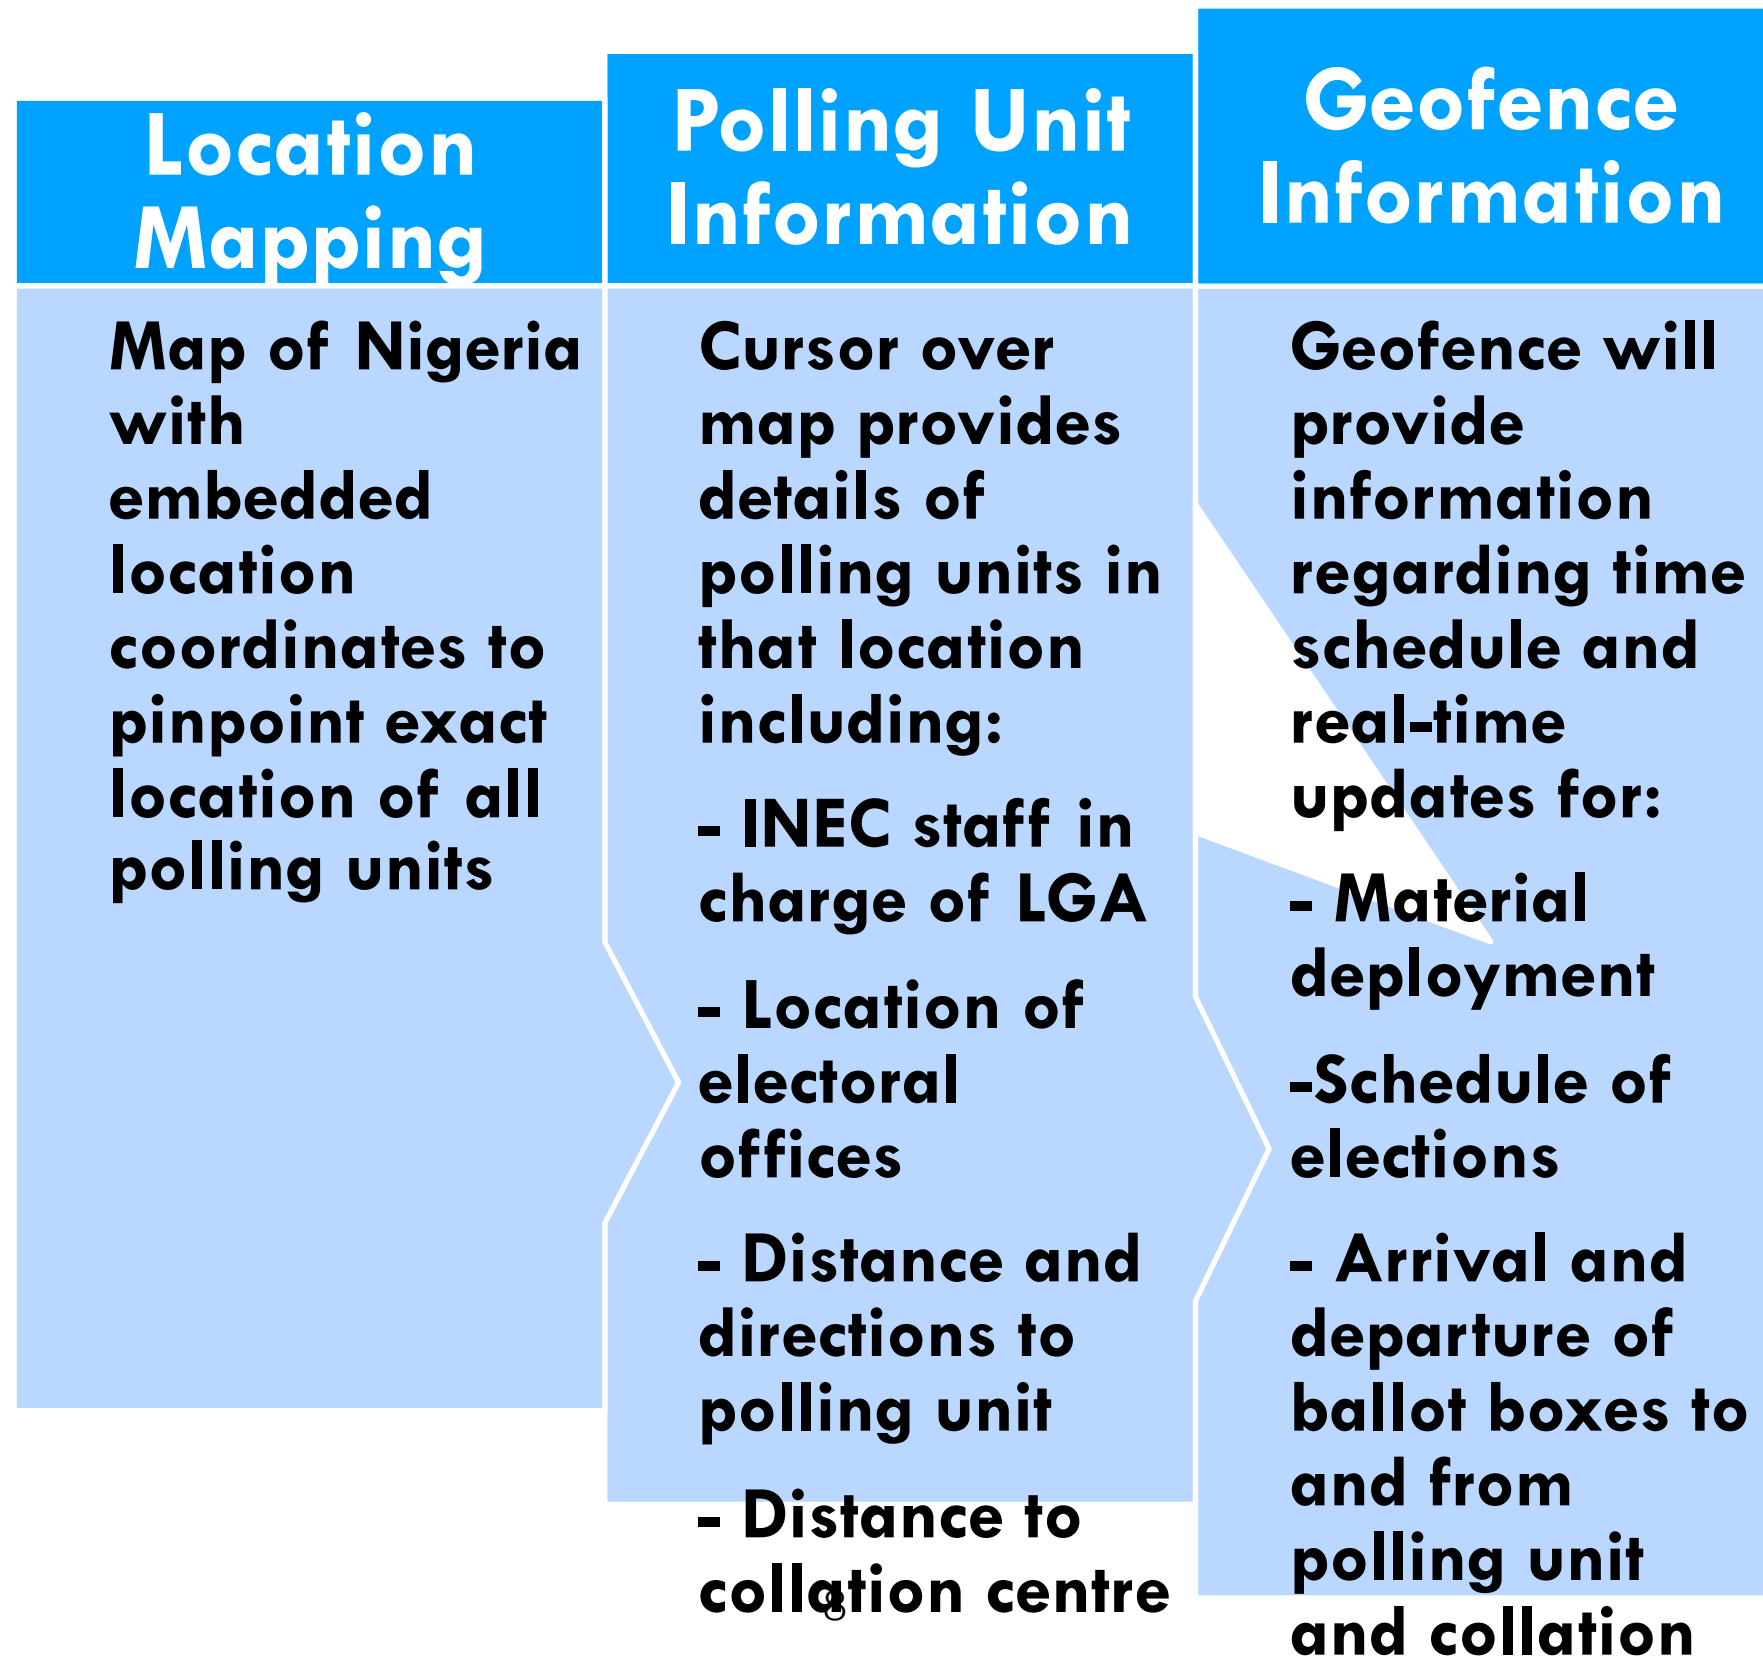 Location
Mapping
Map of Nigeria
with
embedded
location
coordinates to
pinpoint exact
location of all
polling units
Polling Unit
Information
Cursor over
map provides
details of
polling units in
that location
including:
- INEC staff in
charge of LGA
- Location of
electoral
offices
- Distance and
directions to
polling unit
- Distance to
collation centre
Geofence
Information
Geofence will
provide
information
regarding time
schedule and
real-time
updates for:
- Material
deployment
-Schedule of
elections
- Arrival and
departure of
ballot boxes to
and from
polling unit
and collation
8